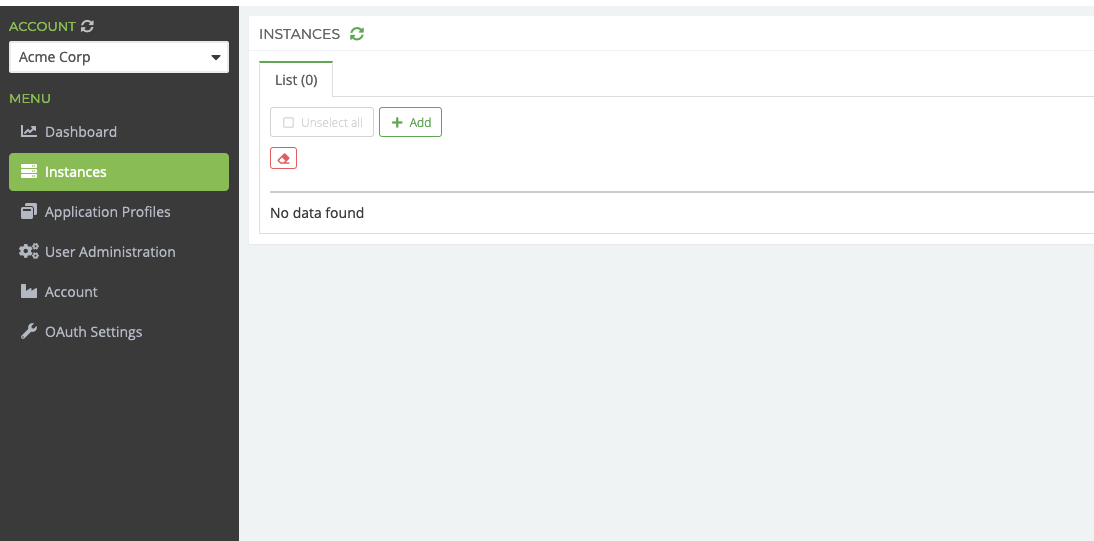 ACCOUNT
Acme Corp
MENU
Dashboard
Instances
Application Profiles
User Administration
Account
OAuth Settings
INSTANCES
List (0)
Unselect all
Add
No data found